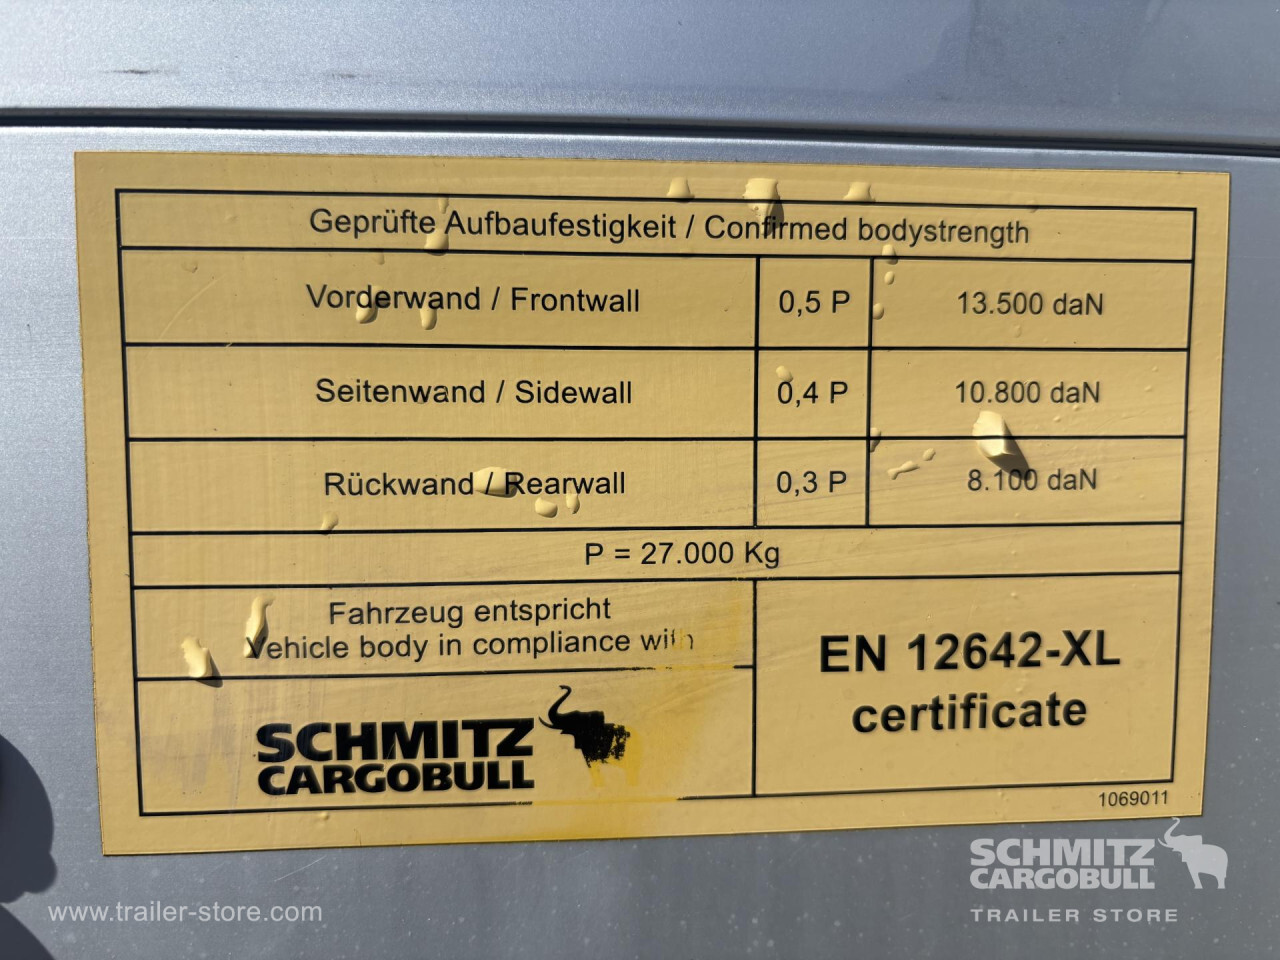 Geprüfte Aufbaufestigkeit / Confirmed bodystrength
Vorderwand / Frontwall 0,5 P 13.500 daN
Seitenwand / Sidewall 0,4 P 10.800 daN
Rückwand / Rearwall 0,3 P 8.100 daN
P = 27.000 Kg
Fahrzeug entspricht
Vehicle body in compliance with
SCHMITZ
CARGOBULL
EN 12642-XL
certificate
1069011
SCHMITZ
CARGOBULL
TRAILER STORE
www.trailer-store.com